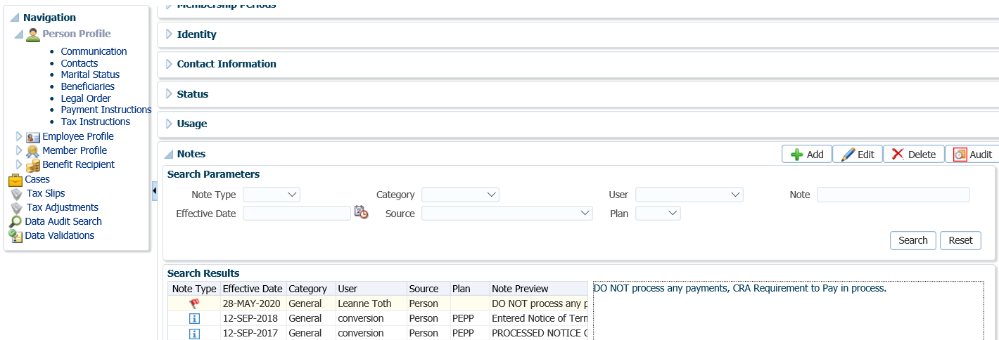 Membership Periods
Navigation
Person Profile
Communication
Contacts
Marital Status
Beneficiaries
Legal Order
Payment Instructions
Tax Instructions
Employee Profile
Member Profile
Benefit Recipient
Cases
Tax Slips
Tax Adjustments
Data Audit Search
Data Validations
Identity
Contact Information
Status
Usage
Notes Add Edit Delete Audit
Search Parameters
Note Type Category User Note
Effective Date Source Plan
Search Reset
Search Results
Note Type Effective Date Category User Source Plan Note Preview
28-MAY-2020 General Leanne Toth Person DO NOT process any p
12-SEP-2018 General conversion Person PEPP Entered Notice of Tern
12-SEP-2017 General conversion Person PEPP PROCESSED NOTICE
DO NOT process any payments, CRA Requirement to Pay in process.